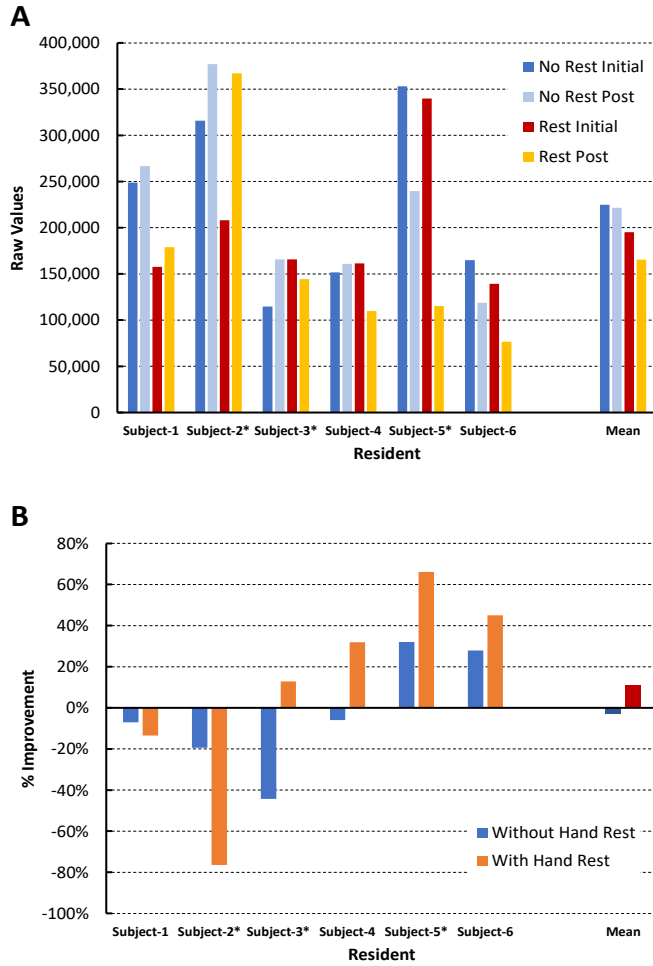 A
400,000
350,000
300,000
250,000
200,000
150,000
100,000
50,000
0
Raw Values
No Rest Initial
No Rest Post
Rest Initial
Rest Post
Subject-1 Subject-2* Subject-3* Subject-4 Subject-5* Subject-6 Mean
Resident
B
80%
60%
40%
20%
0%
-20%
-40%
-60%
-80%
-100%
% Improvement
Without Hand Rest
With Hand Rest
Subject-1 Subject-2* Subject-3* Subject-4 Subject-5* Subject-6 Mean
Resident